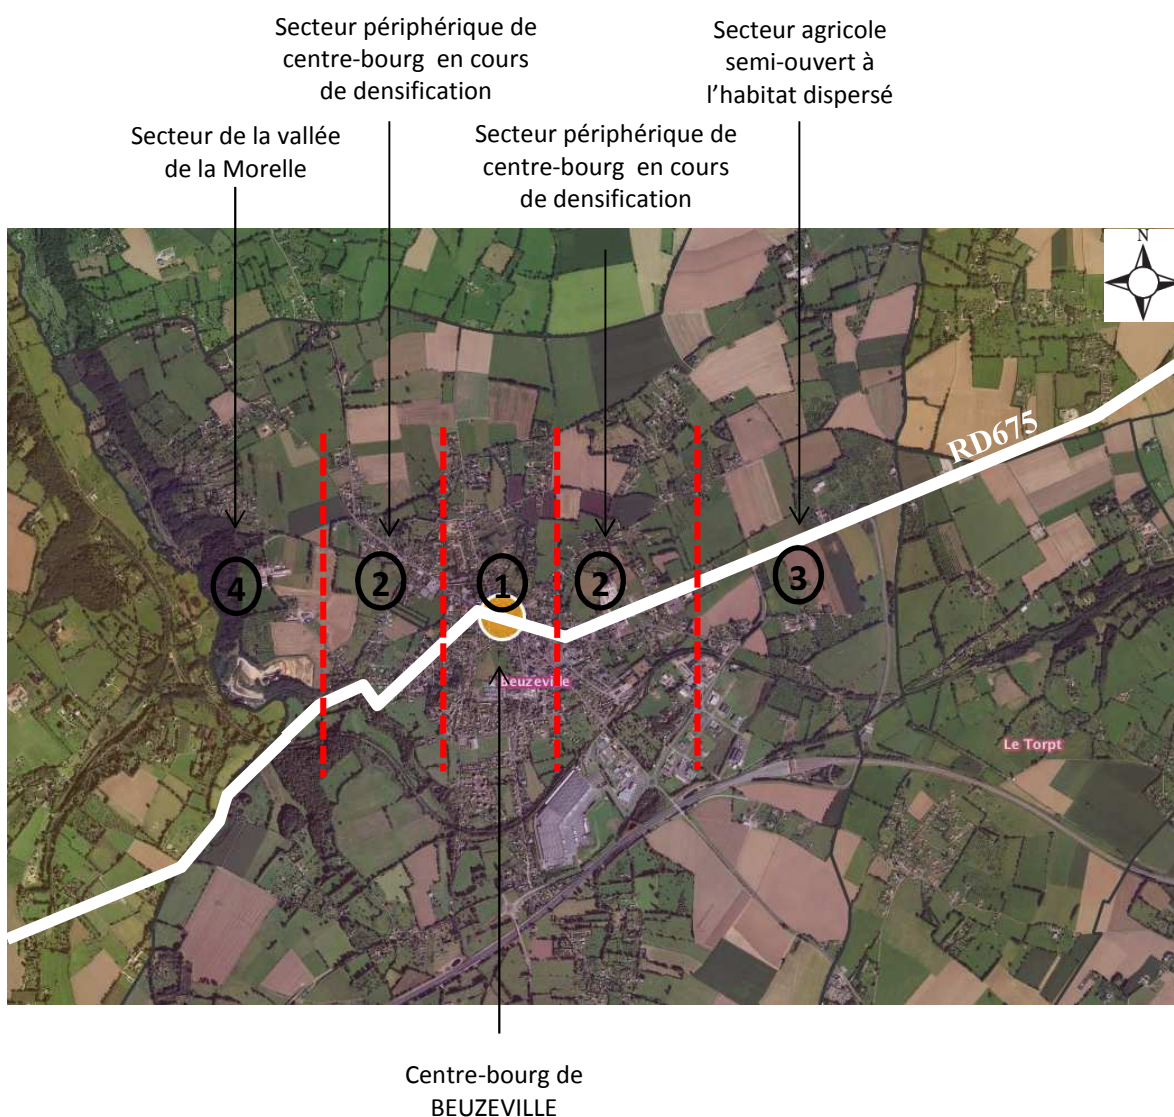 Secteur périphérique de
centre-bourg en cours
de densification
Secteur agricole
semi-ouvert à
l’habitat dispersé
Secteur de la vallée
de la Morelle
Secteur périphérique de
centre-bourg en cours
de densification
N
RD675
4
2
1
2
3
Beuzeville
Le Torpt
Centre-bourg de
BEUZEVILLE